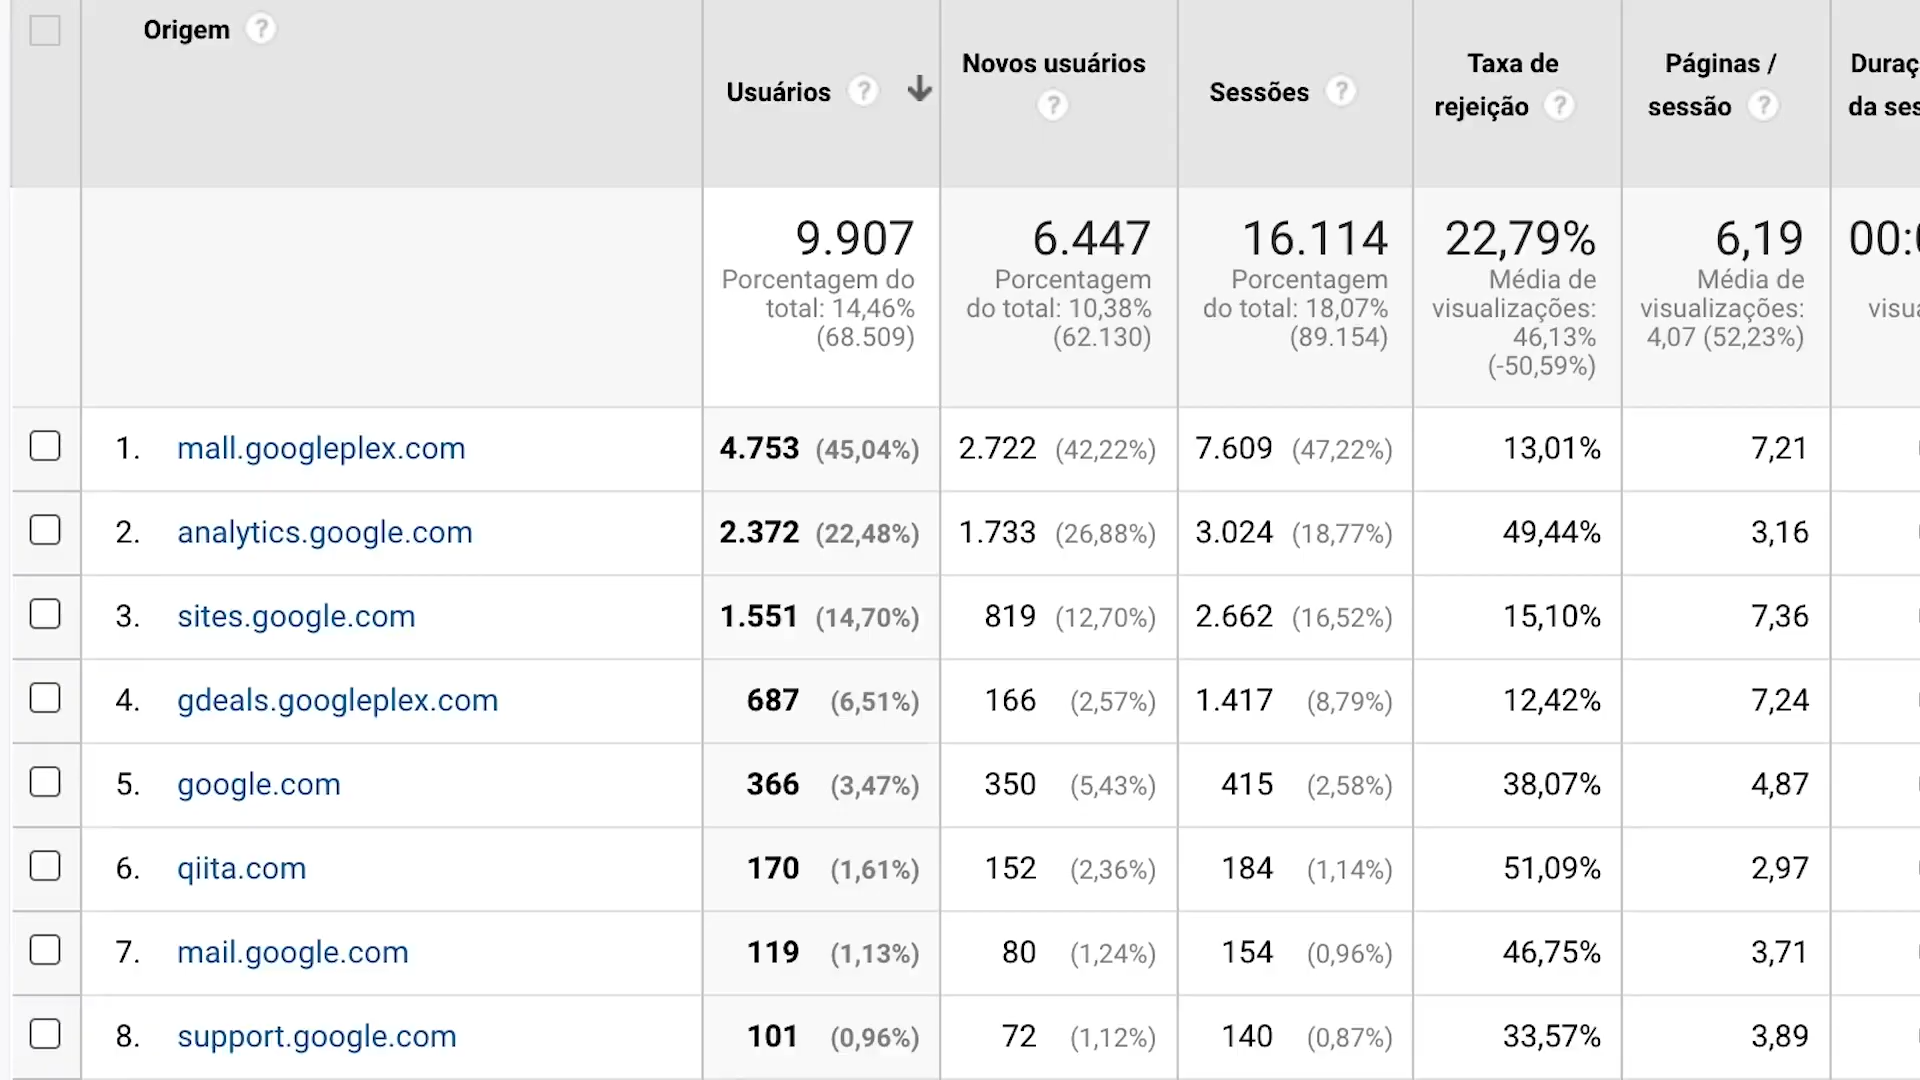 Origem ?
Usuários ?
Novos usuários
?
Sessões ?
Taxa de
rejeição ?
Páginas /
sessão ?
Duraç
da ses
9.907
Porcentagem do
total: 14,46%
(68.509)
6.447
Porcentagem
do total: 10,38%
(62.130)
16.114
Porcentagem
do total: 18,07%
(89.154)
22,79%
Média de
visualizações:
46,13%
(-50,59%)
6,19
Média de
visualizações:
4,07 (52,23%)
00:
visu
1. mall.googleplex.com 4.753 (45,04%) 2.722 (42,22%) 7.609 (47,22%) 13,01% 7,21
2. analytics.google.com 2.372 (22,48%) 1.733 (26,88%) 3.024 (18,77%) 49,44% 3,16
3. sites.google.com 1.551 (14,70%) 819 (12,70%) 2.662 (16,52%) 15,10% 7,36
4. gdeals.googleplex.com 687 (6,51%) 166 (2,57%) 1.417 (8,79%) 12,42% 7,24
5. google.com 366 (3,47%) 350 (5,43%) 415 (2,58%) 38,07% 4,87
6. qiita.com 170 (1,61%) 152 (2,36%) 184 (1,14%) 51,09% 2,97
7. mail.google.com 119 (1,13%) 80 (1,24%) 154 (0,96%) 46,75% 3,71
8. support.google.com 101 (0,96%) 72 (1,12%) 140 (0,87%) 33,57% 3,89